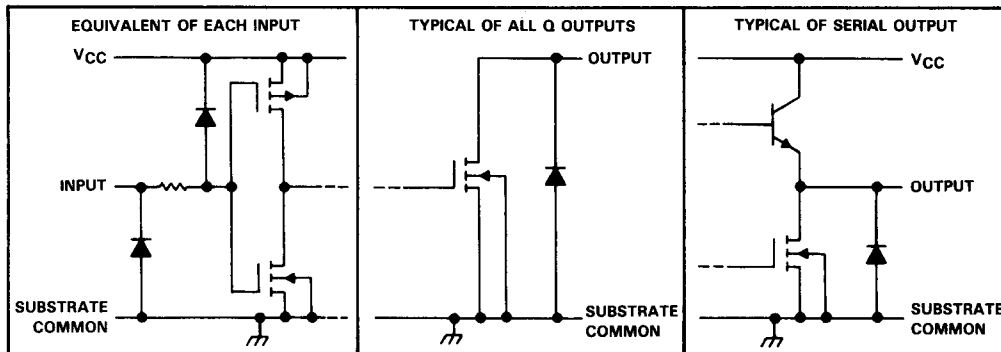 EQUIVALENT OF EACH INPUT
VCC
INPUT
SUBSTRATE
COMMON
TYPICAL OF ALL Q OUTPUTS
OUTPUT
SUBSTRATE
COMMON
TYPICAL OF SERIAL OUTPUT
VCC
OUTPUT
SUBSTRATE
COMMON